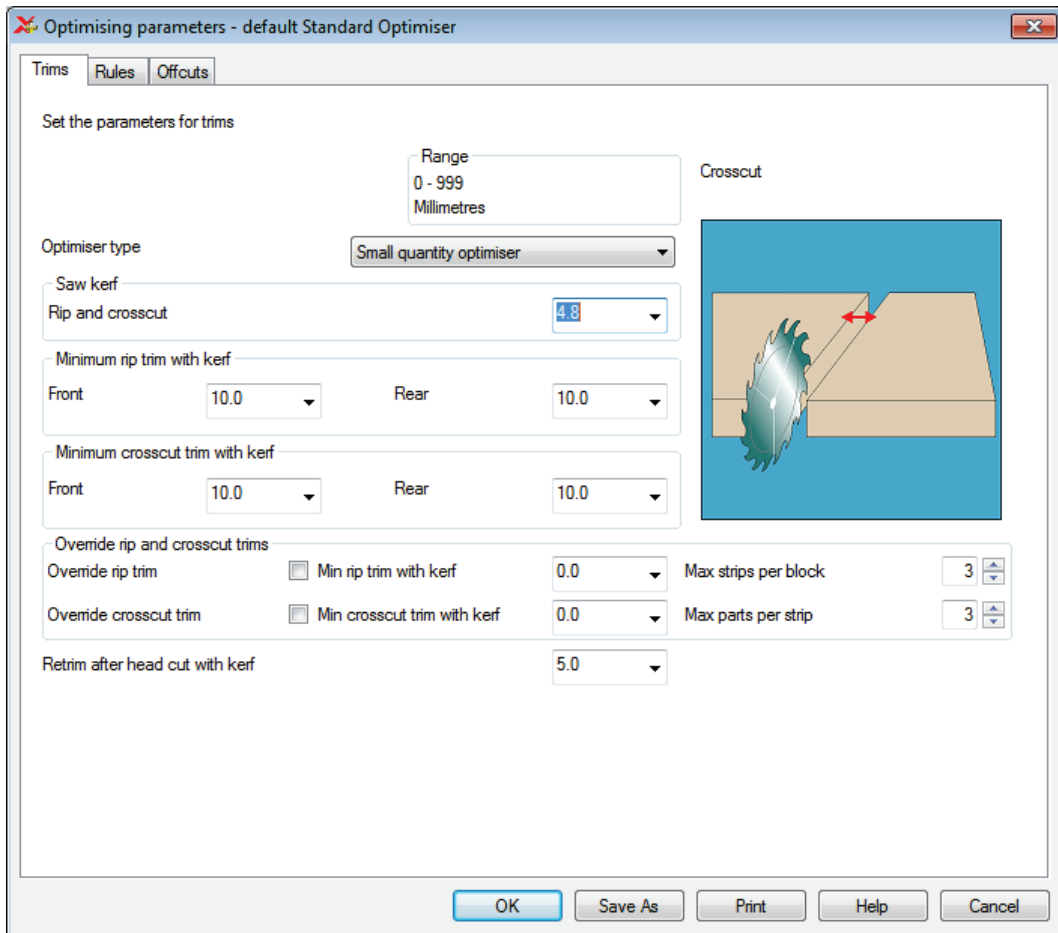 Optimising parameters - default Standard Optimiser
Trims Rules Offcuts
Set the parameters for trims
Range
0 - 999
Millimetres
Crosscut
Optimiser type Small quantity optimiser
Saw kerf
Rip and crosscut 4.8
Minimum rip trim with kerf
Front 10.0 Rear 10.0
Minimum crosscut trim with kerf
Front 10.0 Rear 10.0
Override rip and crosscut trims
Override rip trim Min rip trim with kerf 0.0 Max strips per block 3
Override crosscut trim Min crosscut trim with kerf 0.0 Max parts per strip 3
Retrim after head cut with kerf 5.0
OK Save As Print Help Cancel